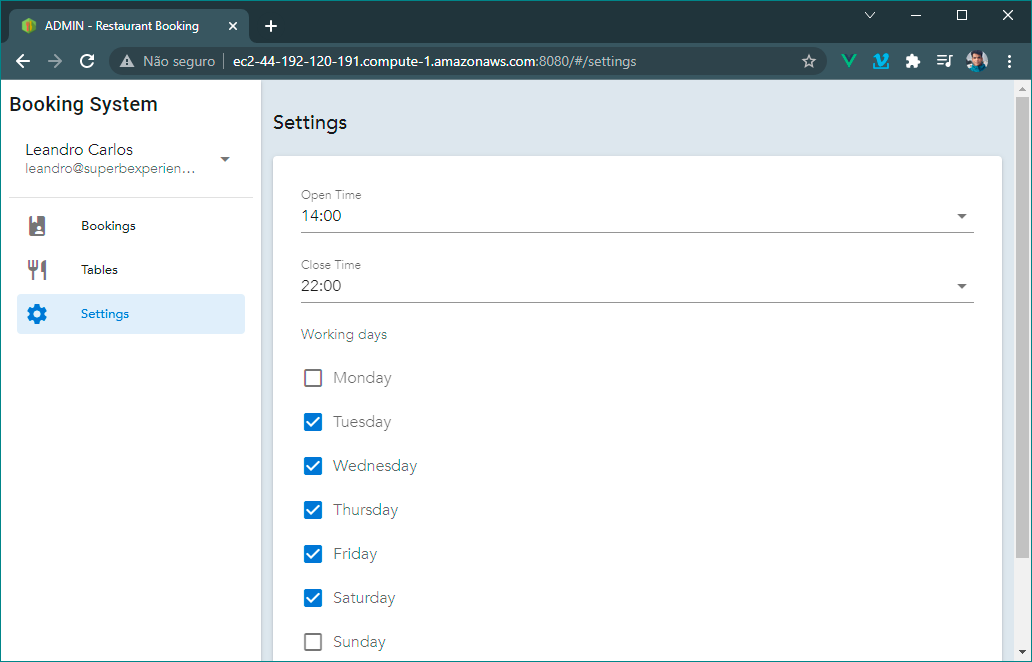 ADMIN - Restaurant Booking
Não seguro
ec2-44-192-120-191.compute-1.amazonaws.com:8080/#/settings
Booking System
Leandro Carlos
leandro@superbexperien...
Bookings
Tables
Settings
Settings
Open Time
14:00
Close Time
22:00
Working days
Monday
Tuesday
Wednesday
Thursday
Friday
Saturday
Sunday